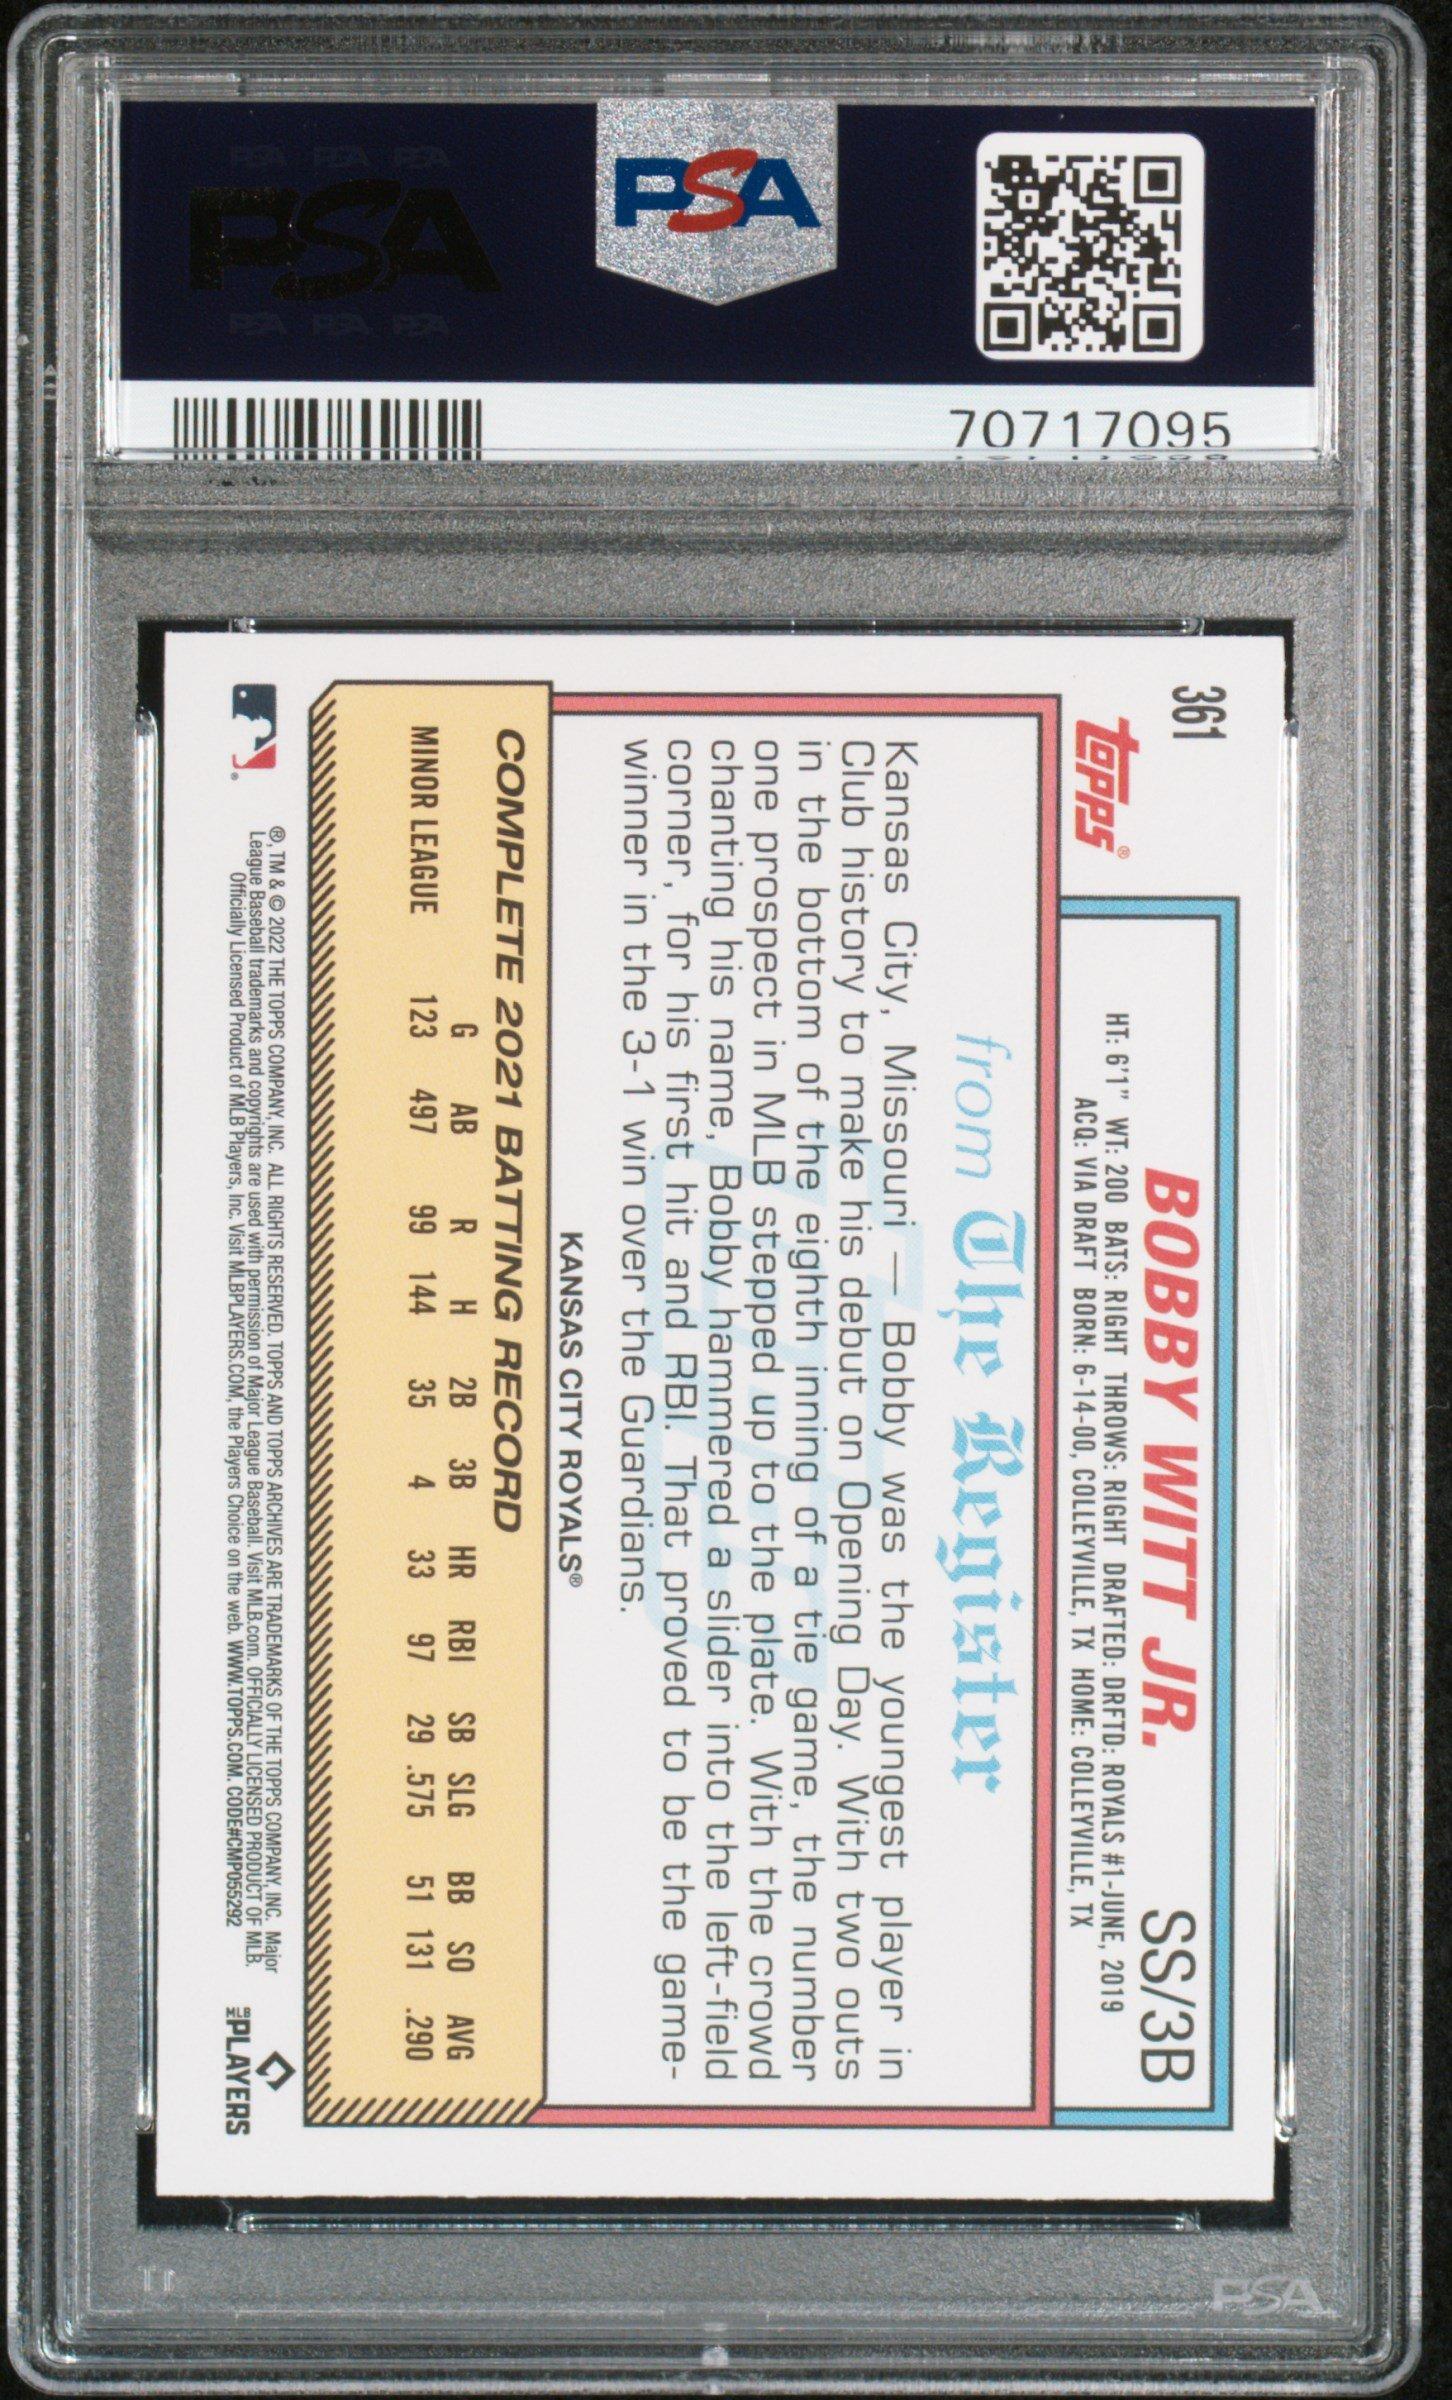 PSA PSA PSA
PSA
PSA PSA PSA
PSA
70717095
361
Topps®
BOBBY WITT JR.
SS/3B
HT: 6'1" WT: 200 BATS: RIGHT THROWS: RIGHT DRAFTED: DRFTD: ROYALS #1-JUNE, 2019
ACQ: VIA DRAFT BORN: 6-14-00, COLLEYVILLE, TX HOME: COLLEYVILLE, TX
from The Register
Kansas City, Missouri — Bobby was the youngest player in
Club history to make his debut on Opening Day. With two outs
in the bottom of the eighth inning of a tie game, the number
one prospect in MLB stepped up to the plate. With the crowd
chanting his name, Bobby hammered a slider into the left-field
corner, for his first hit and RBI. That proved to be the game-
winner in the 3-1 win over the Guardians.
KANSAS CITY ROYALS®
COMPLETE 2021 BATTING RECORD
G AB R H 2B 3B HR RBI SB SLG BB SO AVG
MINOR LEAGUE 123 497 99 144 35 4 33 97 29 .575 51 131 .290
®, TM & © 2022 THE TOPPS COMPANY, INC. ALL RIGHTS RESERVED. TOPPS AND TOPPS ARCHIVES ARE TRADEMARKS OF THE TOPPS COMPANY, INC. Major
League Baseball trademarks and copyrights are used with permission of Major League Baseball. Visit MLB.com. OFFICIALLY LICENSED PRODUCT OF MLB
Officially Licensed Product of MLB Players, Inc. Visit MLBPLAYERS.COM, the Players Choice on the web. WWW.TOPPS.COM. CODE#CMP055292
MLB PLAYERS
PSA